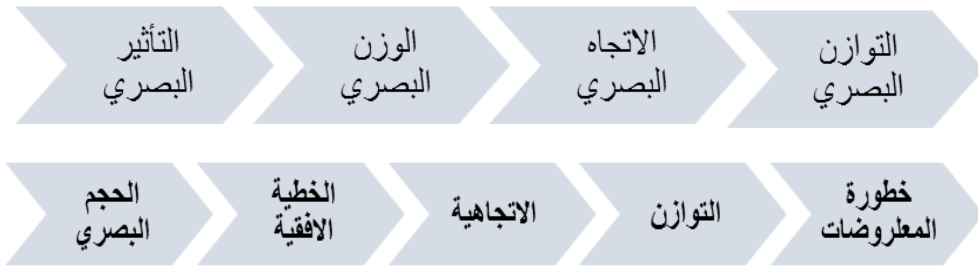 التوازن
البصري
الاتجاه
البصري
الوزن
البصري
التأثير
البصري
خطورة
المعلروضات
التوازن
الاتجاهية
الخطية
الافقية
الحجم
البصري